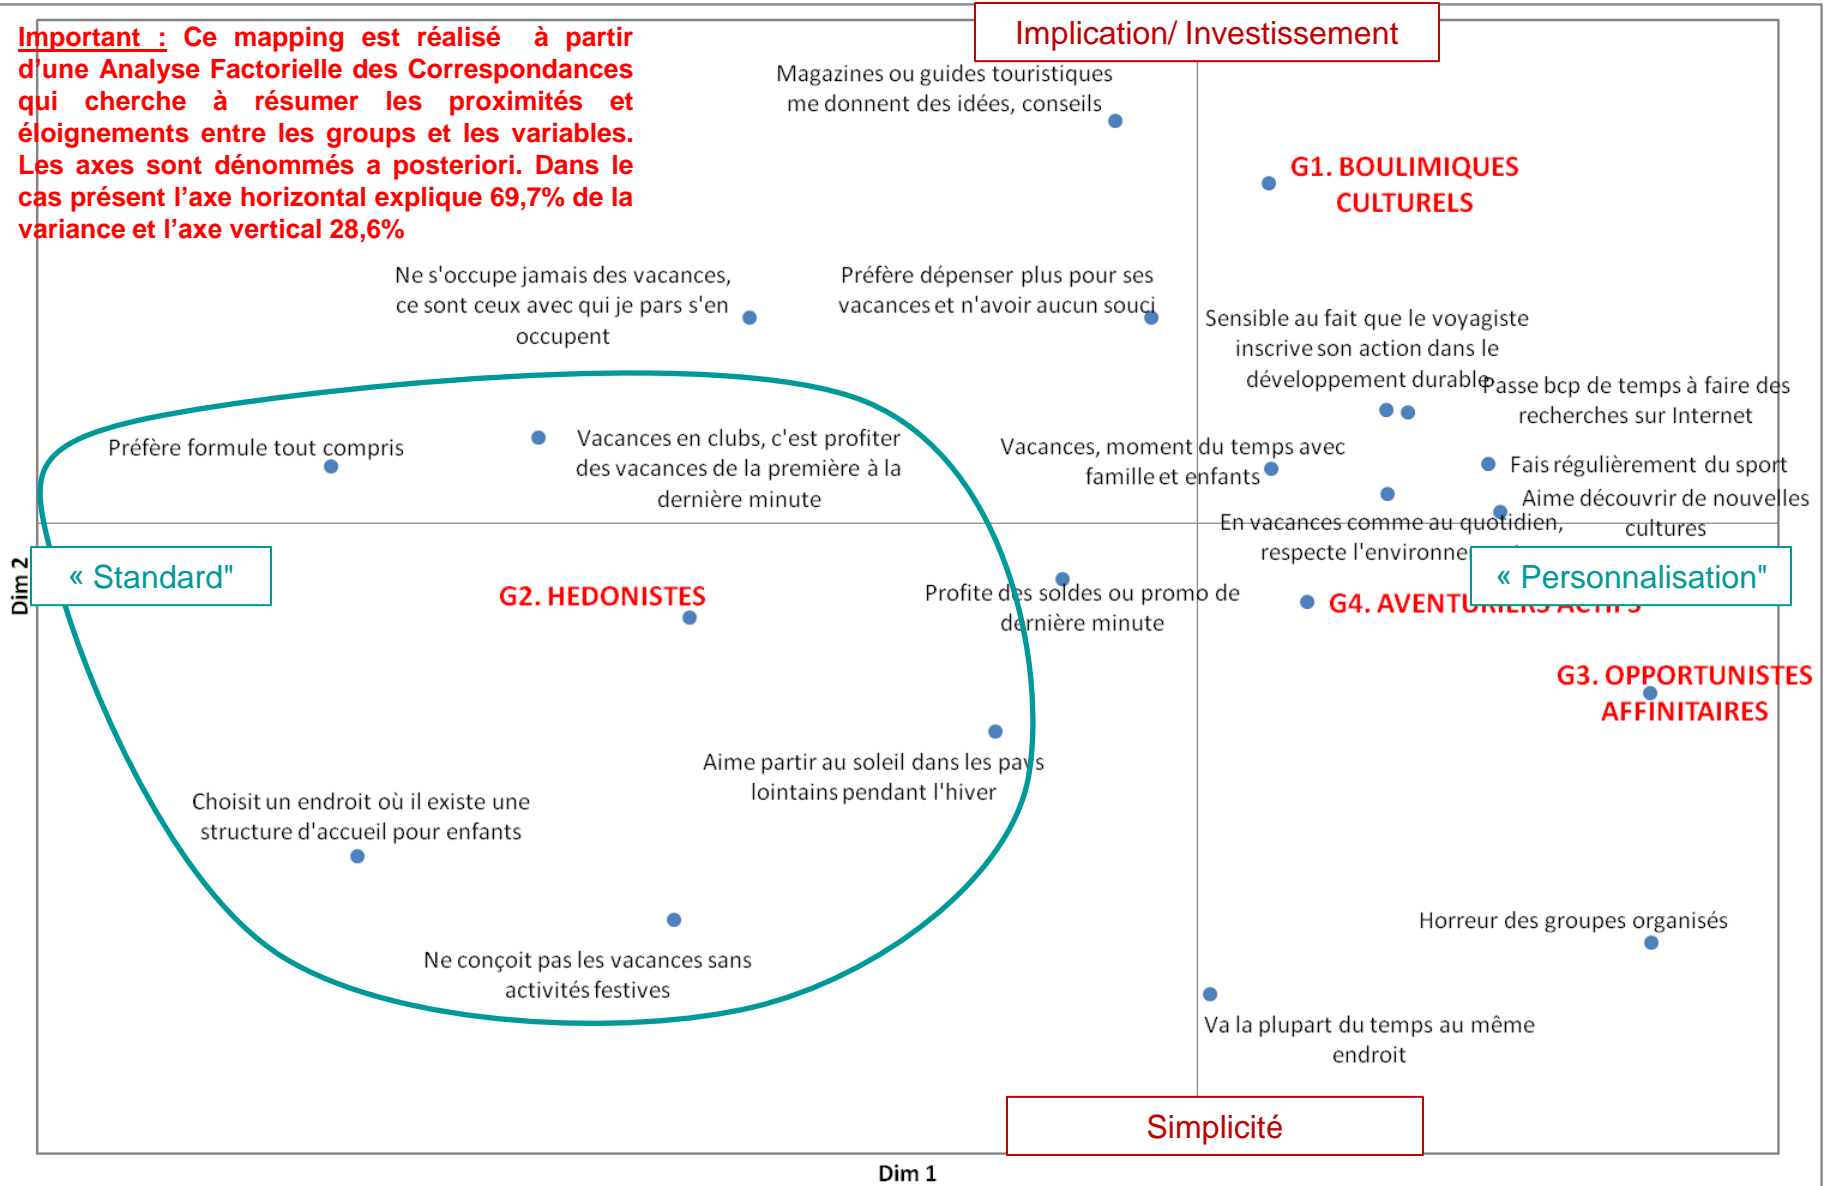 Important : Ce mapping est réalisé à partir
d'une Analyse Factorielle des Correspondances
qui cherche à résumer les proximités et
éloignements entre les groups et les variables.
Les axes sont dénommés a posteriori. Dans le
cas présent l'axe horizontal explique 69,7% de la
variance et l'axe vertical 28,6%
Implication/ Investissement
Magazines ou guides touristiques
me donnent des idées, conseils
G1. BOULIMIQUES
CULTURELS
Ne s'occupe jamais des vacances,
ce sont ceux avec qui je pars s'en
occupent
Préfère dépenser plus pour ses
vacances et n'avoir aucun souci
Sensible au fait que le voyagiste
inscrive son action dans le
développement durable
Passe bcp de temps à faire des
recherches sur Internet
Préfère formule tout compris
Vacances en clubs, c'est profiter
des vacances de la première à la
dernière minute
Vacances, moment du temps avec
famille et enfants
Fais régulièrement du sport
Aime découvrir de nouvelles
cultures
En vacances comme au quotidien,
respecte l'environne
« Standard"
« Personnalisation"
Dim 2
G2. HEDONISTES
Profite des soldes ou promo de
dernière minute
G4. AVENTURIERS ACTIFS
G3. OPPORTUNISTES
AFFINITAIRES
Aime partir au soleil dans les pays
lointains pendant l'hiver
Choisit un endroit où il existe une
structure d'accueil pour enfants
Ne conçoit pas les vacances sans
activités festives
Horreur des groupes organisés
Va la plupart du temps au même
endroit
Simplicité
Dim 1